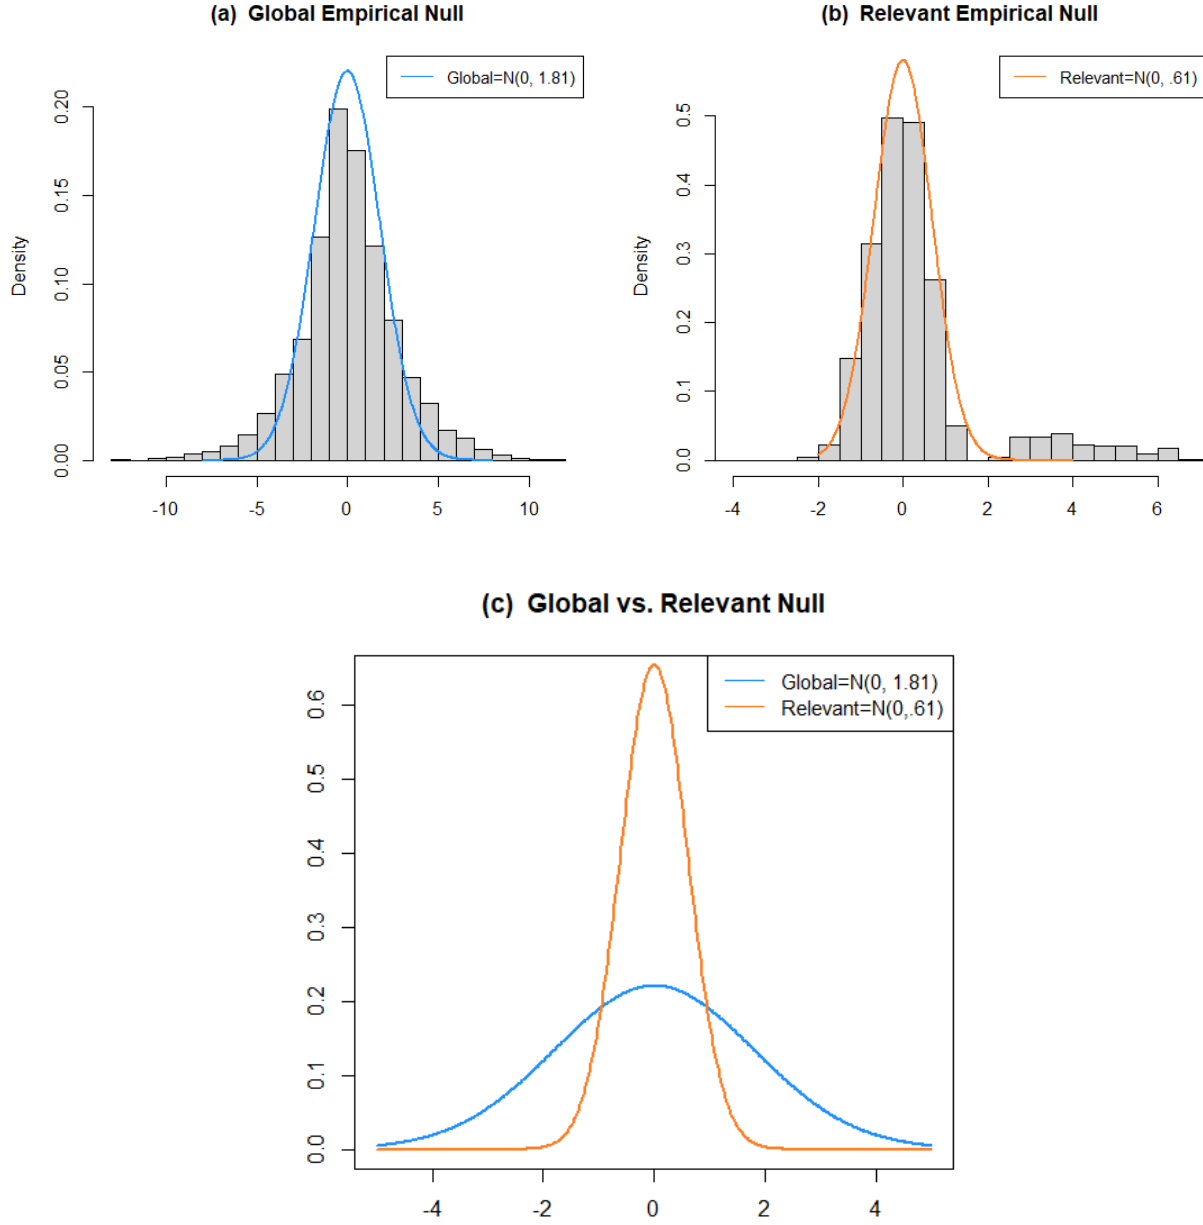 (a)  Global Empirical Null
Global=N(0, 1.81)
Density
0.00 0.05 0.10 0.15 0.20
-10 -5 0 5 10
(b)  Relevant Empirical Null
Relevant=N(0, .61)
Density
0.0 0.1 0.2 0.3 0.4 0.5
-4 -2 0 2 4 6
(c)  Global vs. Relevant Null
Global=N(0, 1.81)
Relevant=N(0,.61)
0.0 0.1 0.2 0.3 0.4 0.5 0.6
-4 -2 0 2 4